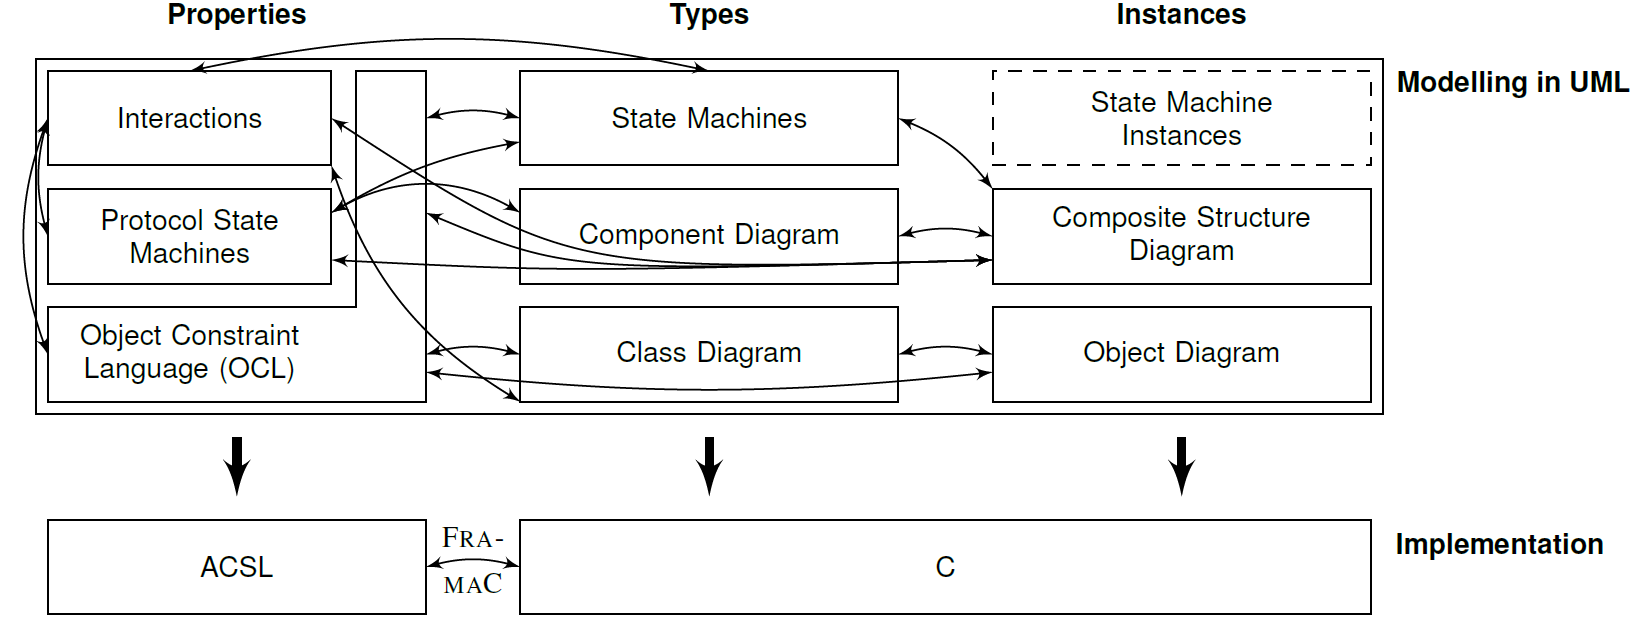 Properties
Types
Instances
Modelling in UML
Interactions
State Machines
State Machine
Instances
Protocol State
Machines
Component Diagram
Composite Structure
Diagram
Object Constraint
Language (OCL)
Class Diagram
Object Diagram
ACSL
FRA-
MAC
C
Implementation